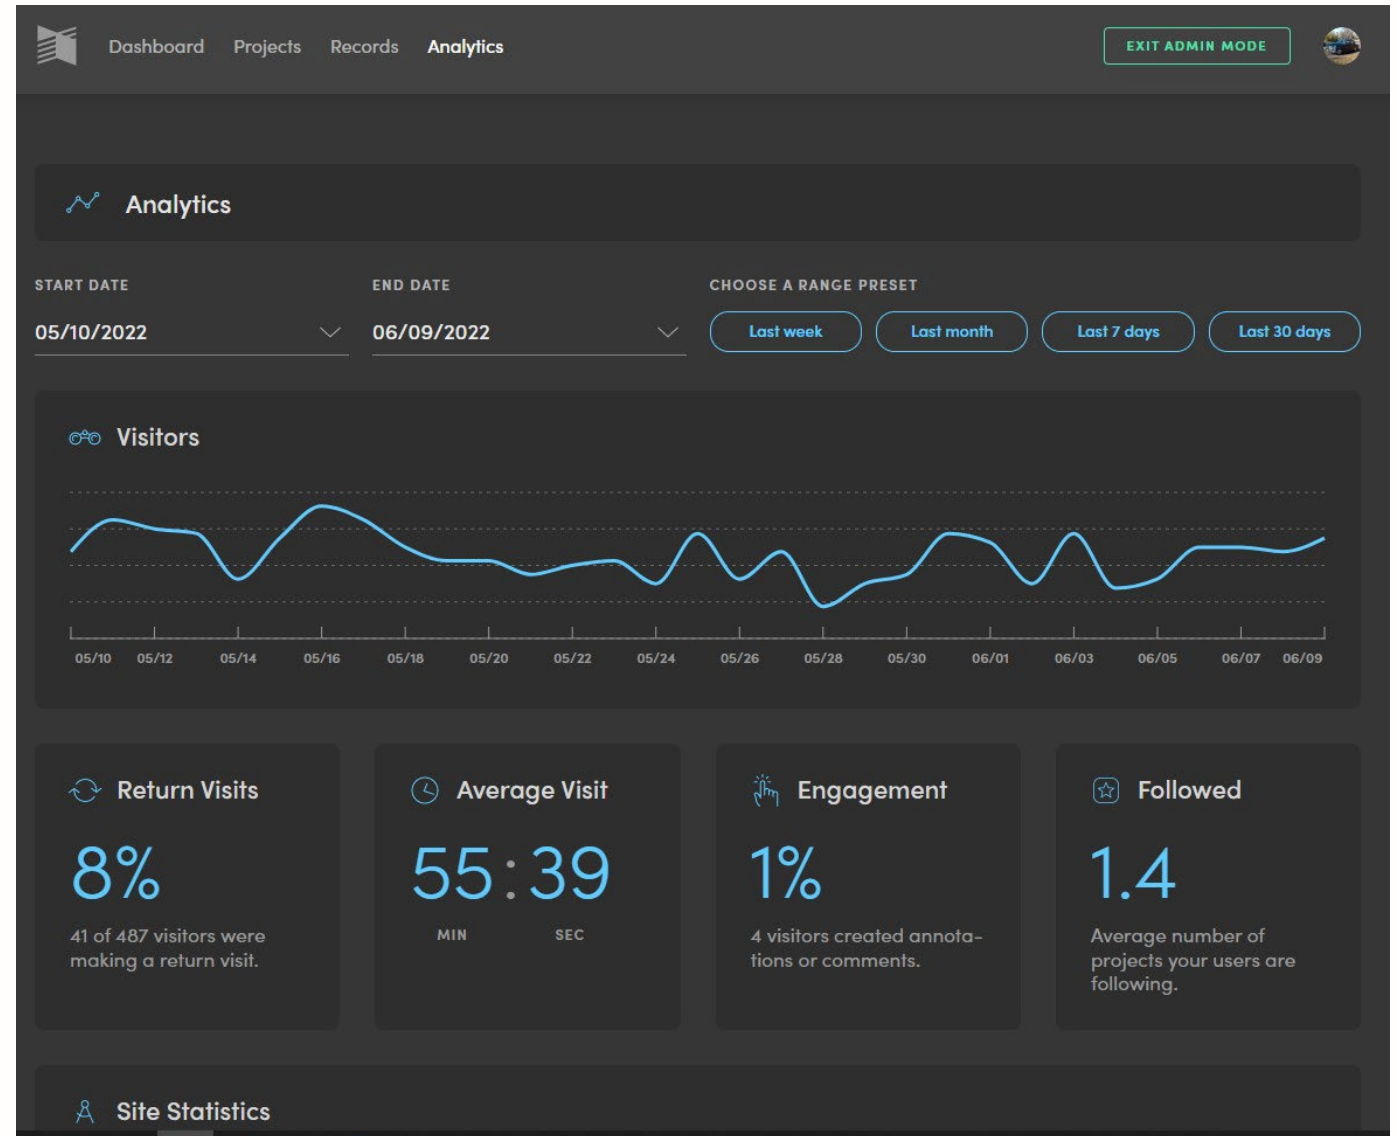 Dashboard Projects Records Analytics EXIT ADMIN MODE
Analytics
START DATE END DATE CHOOSE A RANGE PRESET
05/10/2022 06/09/2022 Last week Last month Last 7 days Last 30 days
Visitors
05/10 05/12 05/14 05/16 05/18 05/20 05/22 05/24 05/26 05/28 05/30 06/01 06/03 06/05 06/07 06/09
Return Visits
8%
41 of 487 visitors were
making a return visit.
Average Visit
55:39
MIN SEC
Engagement
1%
4 visitors created annota-
tions or comments.
Followed
1.4
Average number of
projects your users are
following.
Site Statistics